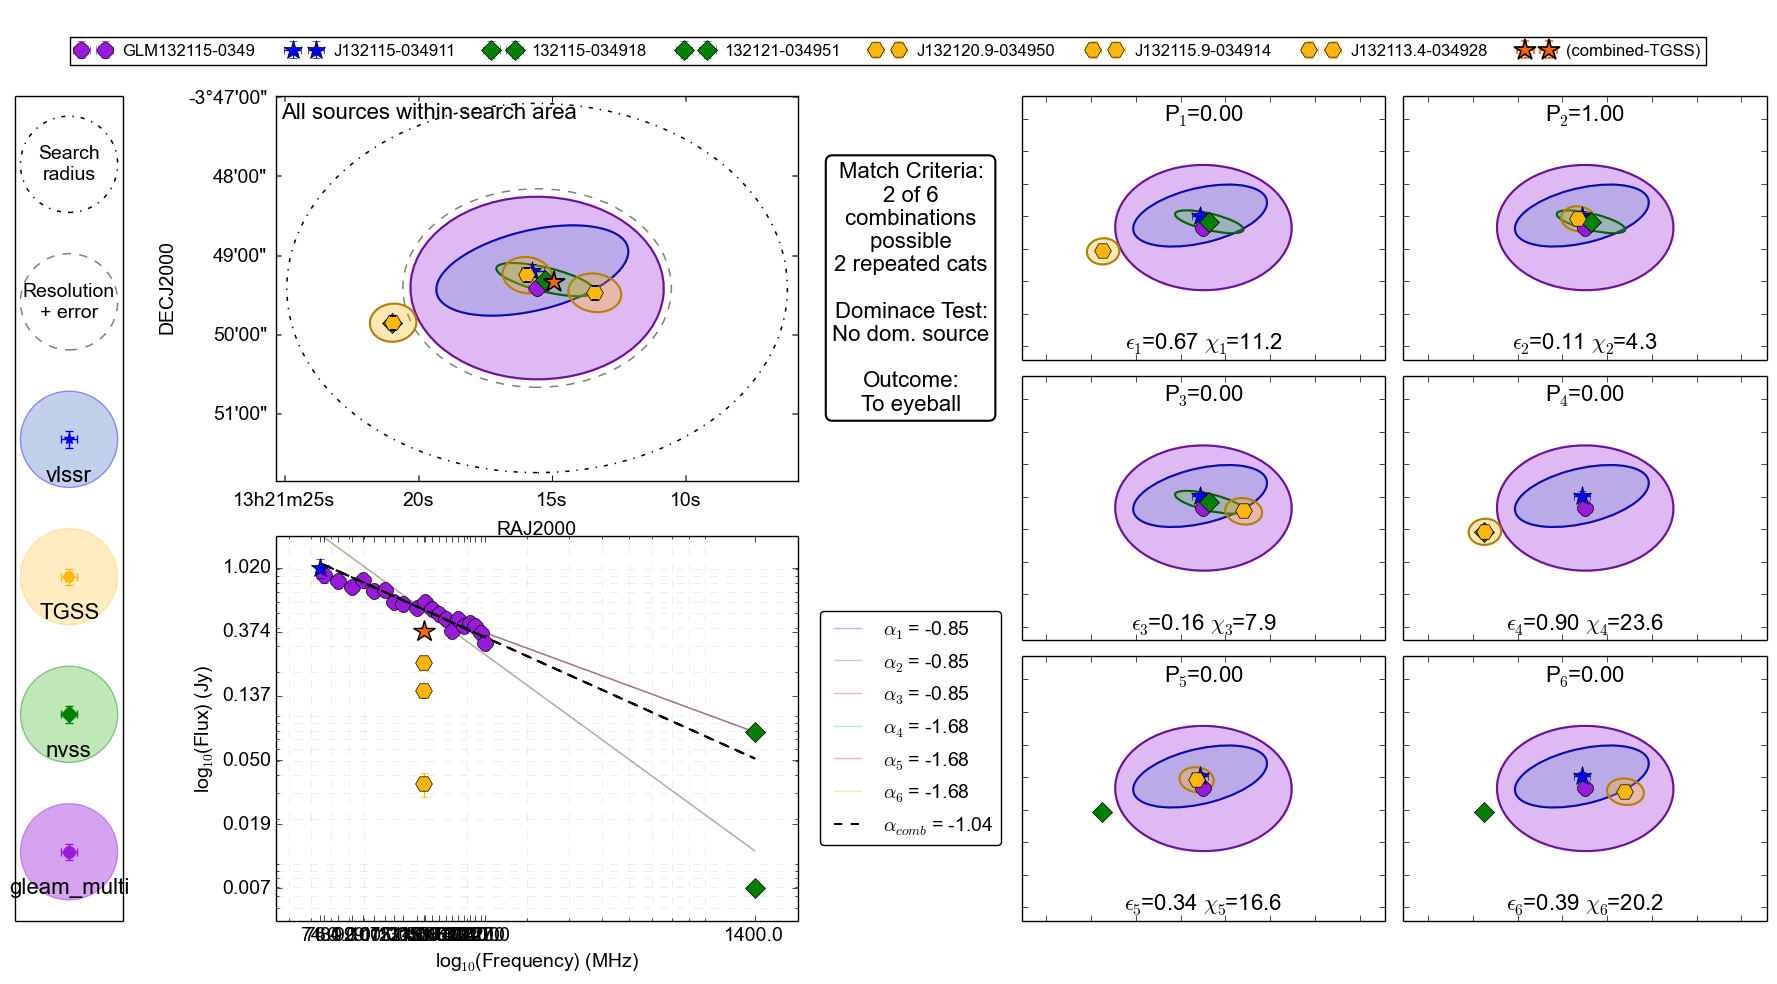 GLM132115-0349 J132115-034911 132115-034918 132121-034951 J132120.9-034950 J132115.9-034914 J132113.4-034928 (combined-TGSS)
Search
radius
Resolution
+ error
vlssr
TGSS
nvss
gleam_multi
All sources within search area
DECJ2000
-3°47'00"
48'00"
49'00"
50'00"
51'00"
13h21m25s 20s 15s 10s
RAJ2000
log10(Flux) (Jy)
1.020
0.374
0.137
0.050
0.019
0.007
1400.0
log10(Frequency) (MHz)
Match Criteria:
2 of 6
combinations
possible
2 repeated cats
Dominace Test:
No dom. source
Outcome:
To eyeball
α1 = -0.85
α2 = -0.85
α3 = -0.85
α4 = -1.68
α5 = -1.68
α6 = -1.68
αcomb = -1.04
P1=0.00
ϵ1=0.67 χ1=11.2
P2=1.00
ϵ2=0.11 χ2=4.3
P3=0.00
ϵ3=0.16 χ3=7.9
P4=0.00
ϵ4=0.90 χ4=23.6
P5=0.00
ϵ5=0.34 χ5=16.6
P6=0.00
ϵ6=0.39 χ6=20.2